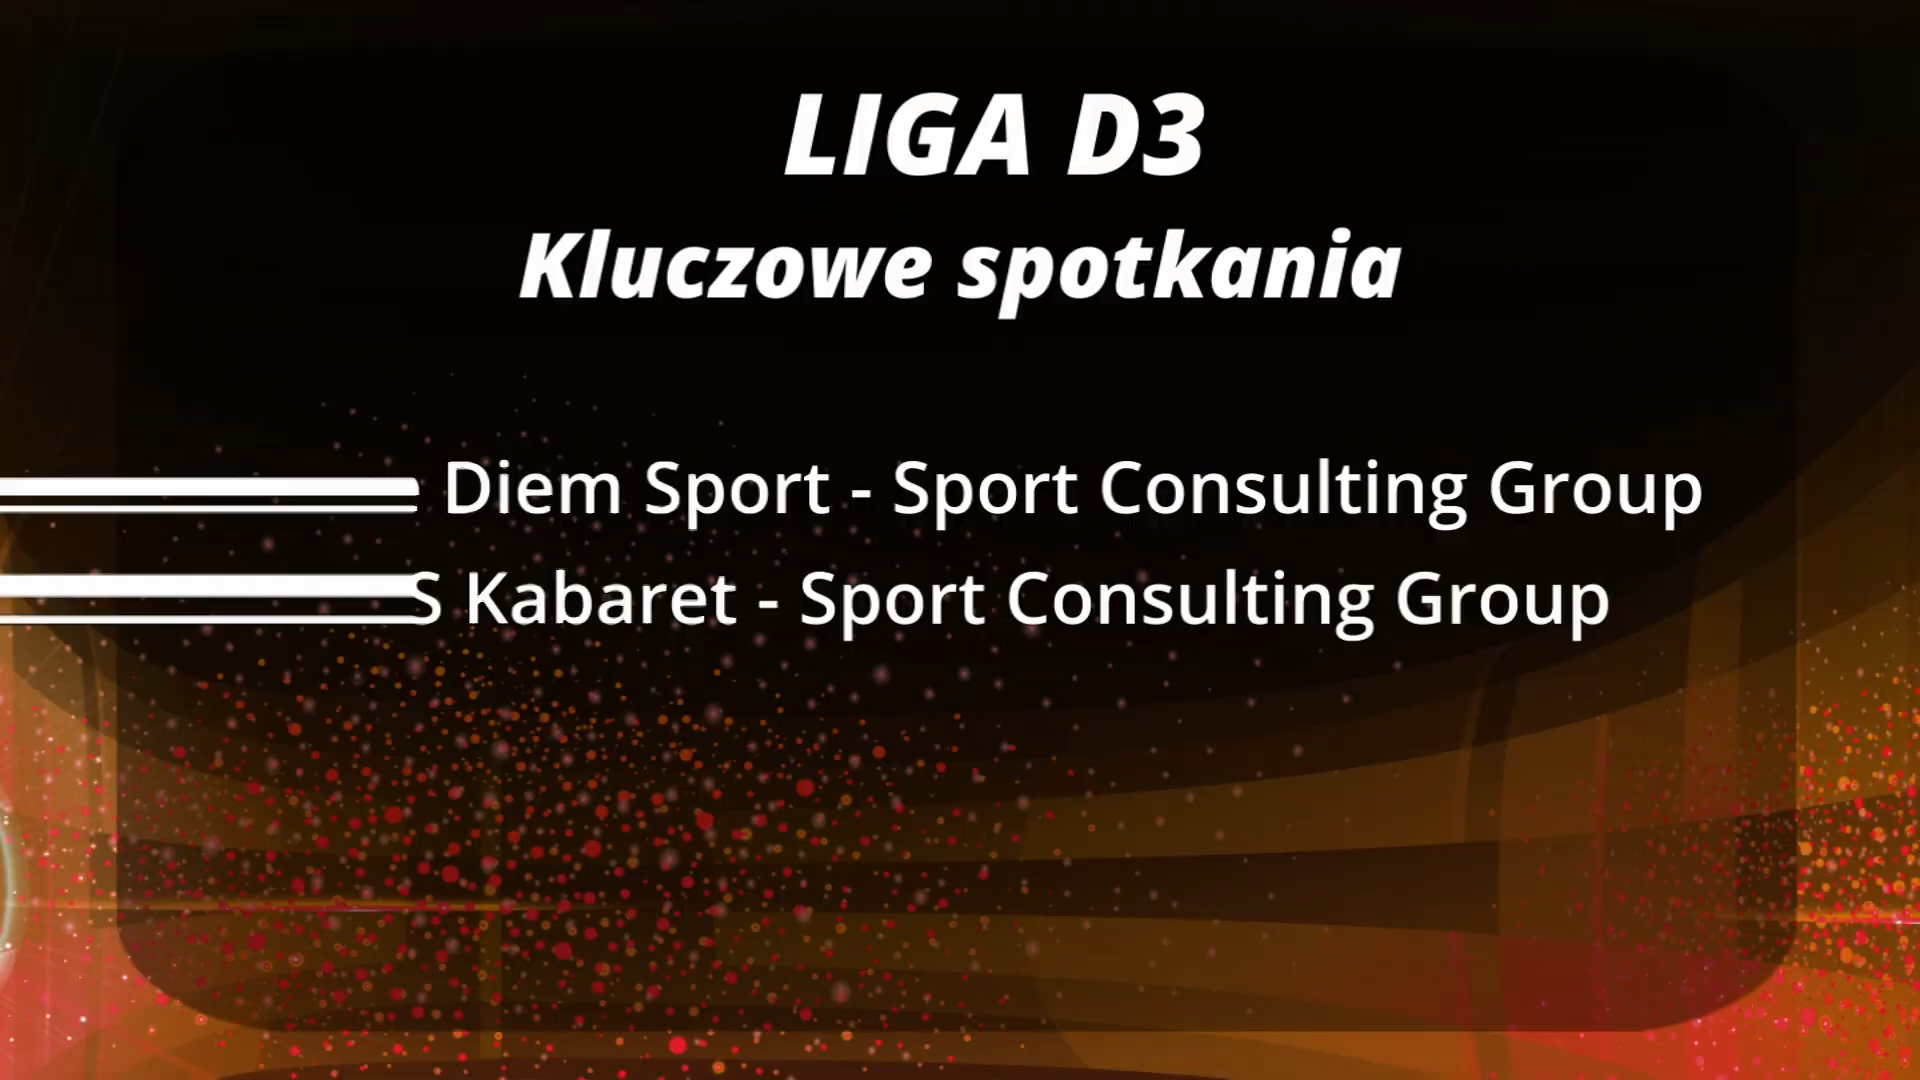 LIGA D3
Kluczowe spotkania
Diem Sport - Sport Consulting Group
S Kabaret - Sport Consulting Group